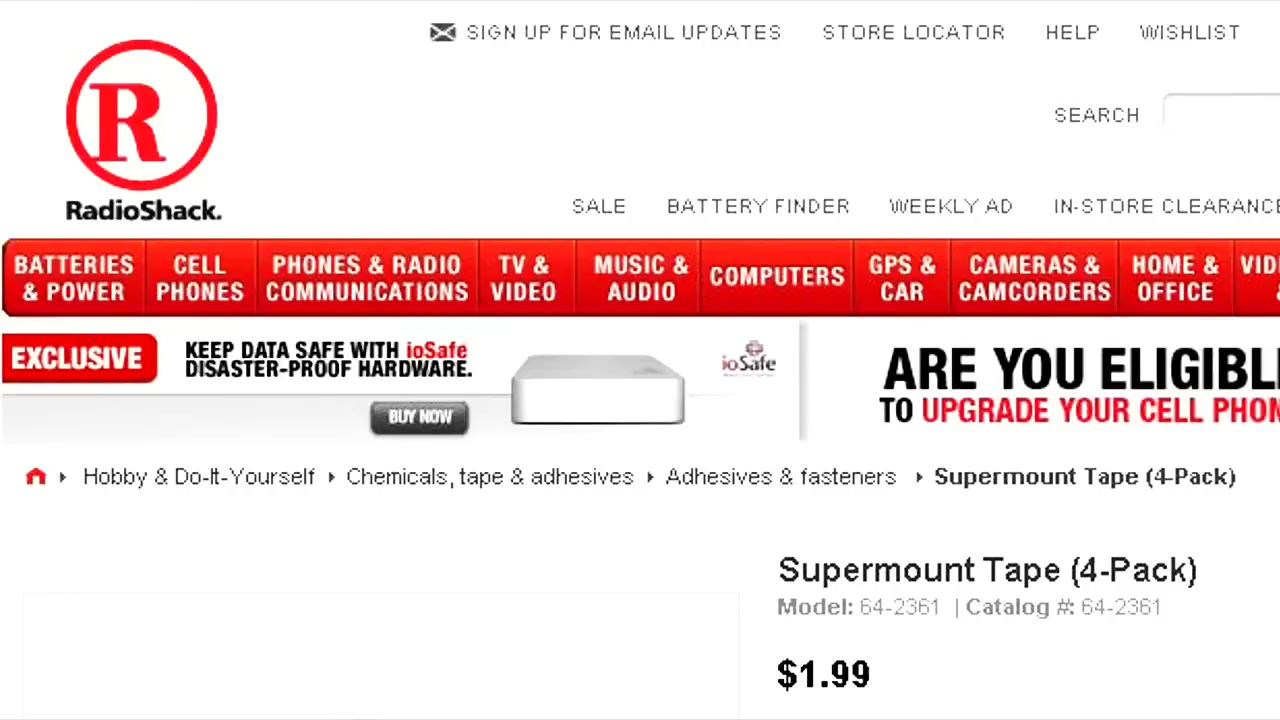 SIGN UP FOR EMAIL UPDATES STORE LOCATOR HELP WISHLIST
R
SEARCH
RadioShack.
SALE BATTERY FINDER WEEKLY AD IN-STORE CLEARANCE
BATTERIES & POWER
CELL PHONES
PHONES & RADIO COMMUNICATIONS
TV & VIDEO
MUSIC & AUDIO
COMPUTERS
GPS & CAR
CAMERAS & CAMCORDERS
HOME & OFFICE
EXCLUSIVE
KEEP DATA SAFE WITH ioSafe
DISASTER-PROOF HARDWARE.
BUY NOW
ioSafe
ARE YOU
TO UPGRADE YOUR CELL
Hobby & Do-It-Yourself Chemicals, tape & adhesives Adhesives & fasteners Supermount Tape (4-Pack)
Supermount Tape (4-Pack)
Model: 64-2361 | Catalog #: 64-2361
$1.99